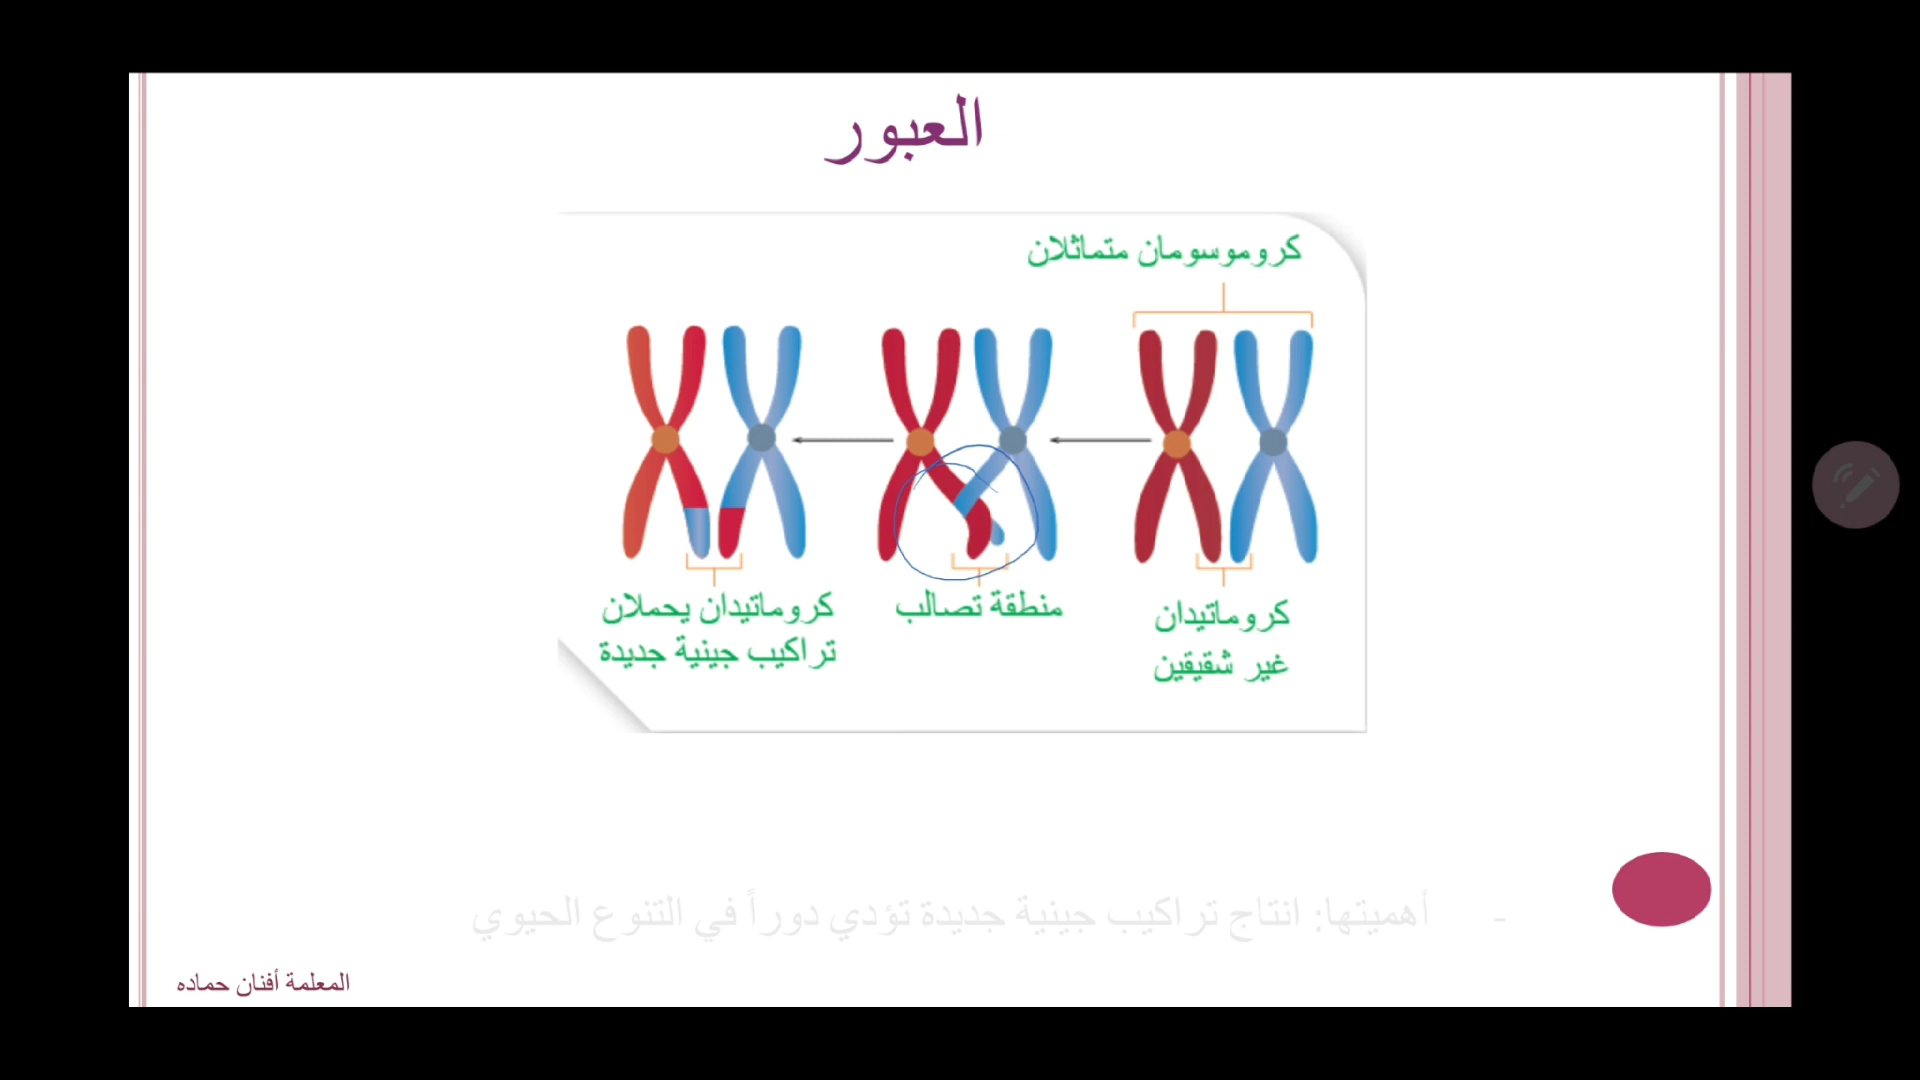 العبور
كروموسومان متماثلان
كروماتيدان
غير شقيقين
منطقة تصالب
كروماتيدان يحملان
تراكيب جينية جديدة
- أهميتها: انتاج تراكيب جينية جديدة تؤدي دوراً في التنوع الحيوي
المعلمة أفنان حماده